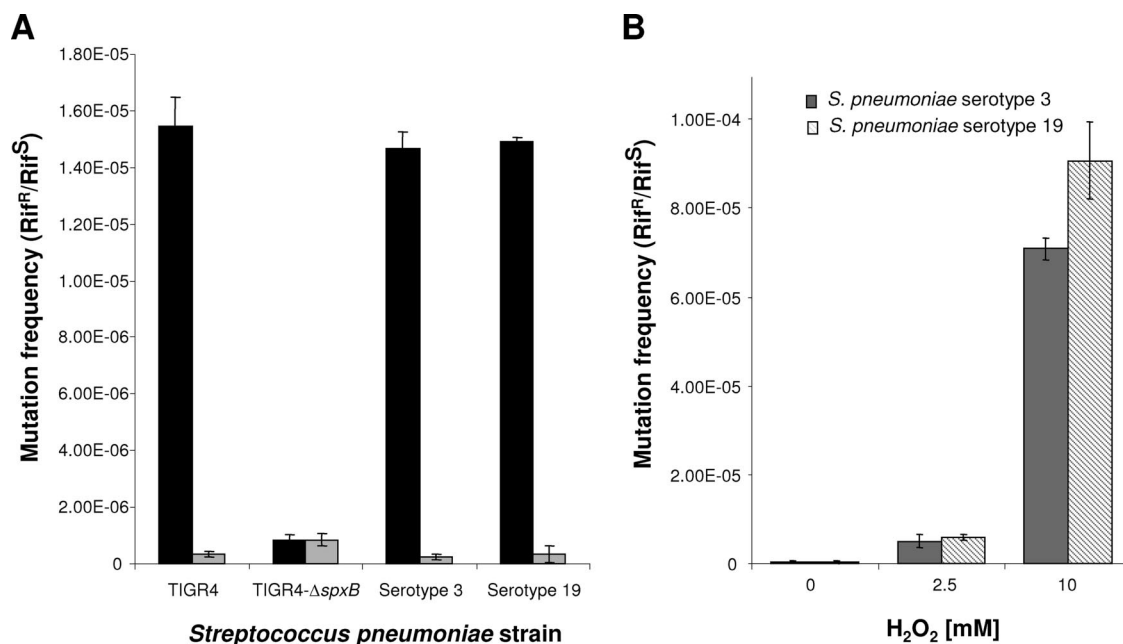 A
Mutation frequency (Rif^R/Rif^S)
1.80E-05
1.60E-05
1.40E-05
1.20E-05
1.00E-05
8.00E-06
6.00E-06
4.00E-06
2.00E-06
0
TIGR4 TIGR4-ΔspxB Serotype 3 Serotype 19
Streptococcus pneumoniae strain
B
Mutation frequency (Rif^R/Rif^S)
S. pneumoniae serotype 3
S. pneumoniae serotype 19
1.00E-04
8.00E-05
6.00E-05
4.00E-05
2.00E-05
0
0 2.5 10
H₂O₂ [mM]